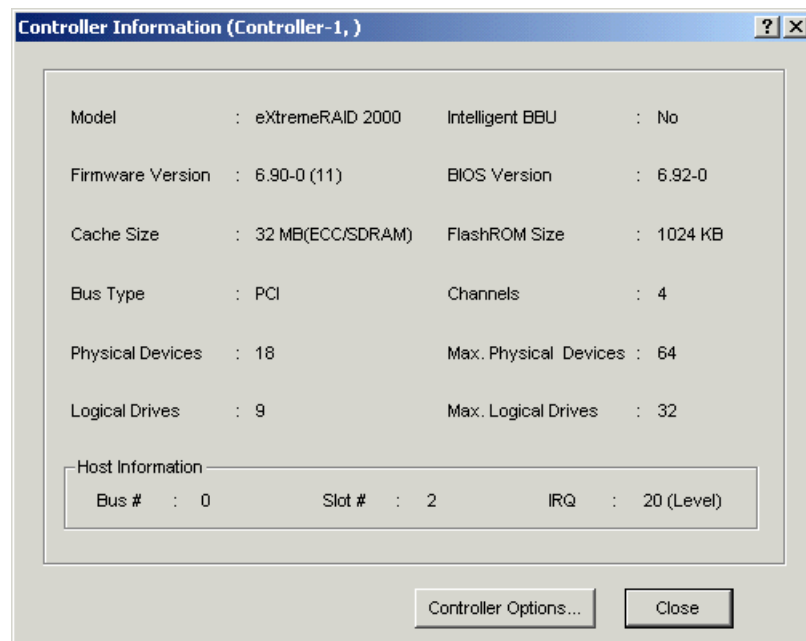 Controller Information (Controller-1, )
Model : eXtremeRAID 2000 Intelligent BBU : No
Firmware Version : 6.90-0 (11) BIOS Version : 6.92-0
Cache Size : 32 MB(ECC/SDRAM) FlashROM Size : 1024 KB
Bus Type : PCI Channels : 4
Physical Devices : 18 Max. Physical Devices : 64
Logical Drives : 9 Max. Logical Drives : 32
Host Information
Bus # : 0 Slot # : 2 IRQ : 20 (Level)
Controller Options... Close